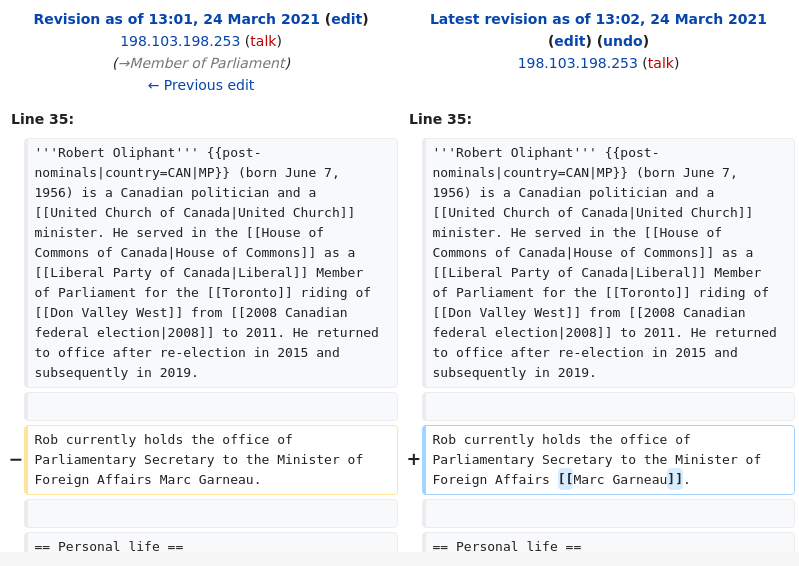 Revision as of 13:01, 24 March 2021 (edit)
198.103.198.253 (talk)
(→Member of Parliament)
← Previous edit
Latest revision as of 13:02, 24 March 2021
(edit) (undo)
198.103.198.253 (talk)
Line 35:
Line 35:
'''Robert Oliphant''' {{post-
nominals|country=CAN|MP}} (born June 7,
1956) is a Canadian politician and a
[[United Church of Canada|United Church]]
minister. He served in the [[House of
Commons of Canada|House of Commons]] as a
[[Liberal Party of Canada|Liberal]] Member
of Parliament for the [[Toronto]] riding of
[[Don Valley West]] from [[2008 Canadian
federal election|2008]] to 2011. He returned
to office after re-election in 2015 and
subsequently in 2019.
'''Robert Oliphant''' {{post-
nominals|country=CAN|MP}} (born June 7,
1956) is a Canadian politician and a
[[United Church of Canada|United Church]]
minister. He served in the [[House of
Commons of Canada|House of Commons]] as a
[[Liberal Party of Canada|Liberal]] Member
of Parliament for the [[Toronto]] riding of
[[Don Valley West]] from [[2008 Canadian
federal election|2008]] to 2011. He returned
to office after re-election in 2015 and
subsequently in 2019.
− Rob currently holds the office of
Parliamentary Secretary to the Minister of
Foreign Affairs Marc Garneau.
+ Rob currently holds the office of
Parliamentary Secretary to the Minister of
Foreign Affairs [[Marc Garneau]].
== Personal life ==
== Personal life ==